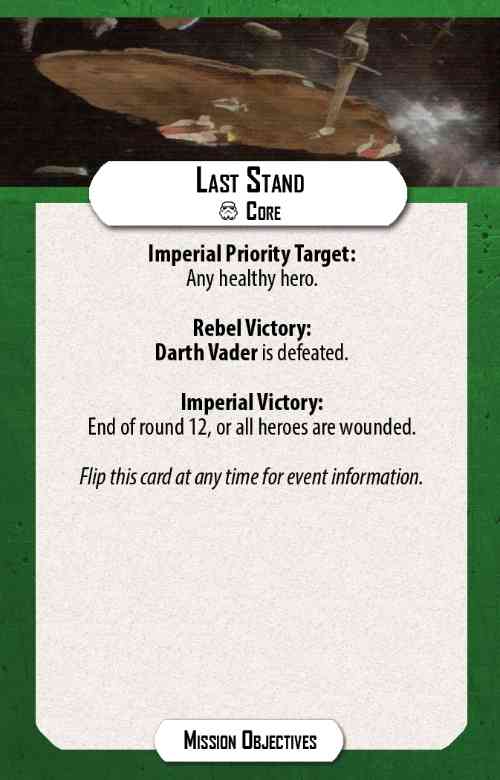 Last Stand
Core
Imperial Priority Target:
Any healthy hero.
Rebel Victory:
Darth Vader is defeated.
Imperial Victory:
End of round 12, or all heroes are wounded.
Flip this card at any time for event information.
Mission Objectives